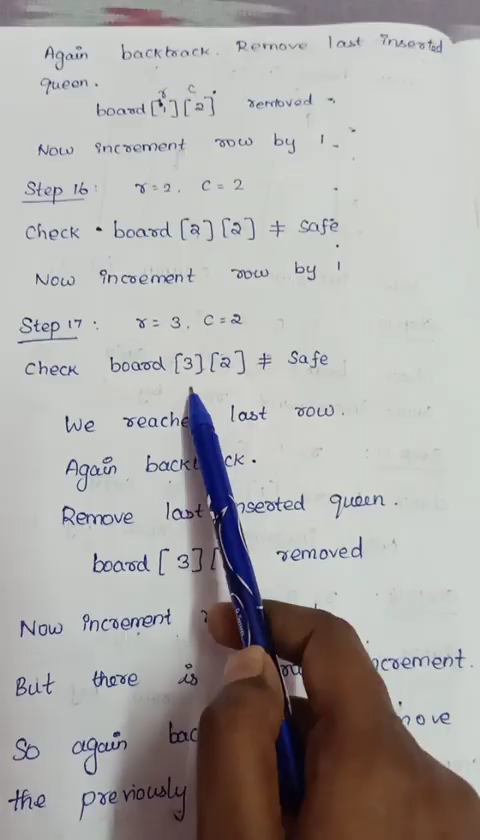 Again backtrack. Remove last inserted
queen.
r c
board[1][2] removed.
Now increment row by 1.
Step 16: r=2, c=2
Check board[2][2] ≠ safe
Now increment row by 1
Step 17: r=3, c=2
Check board [3][2] ≠ safe
We reache last row.
Again back ck.
Remove last inserted queen.
board [3][ removed
Now increment
But there is crement.
So again bac
the previously